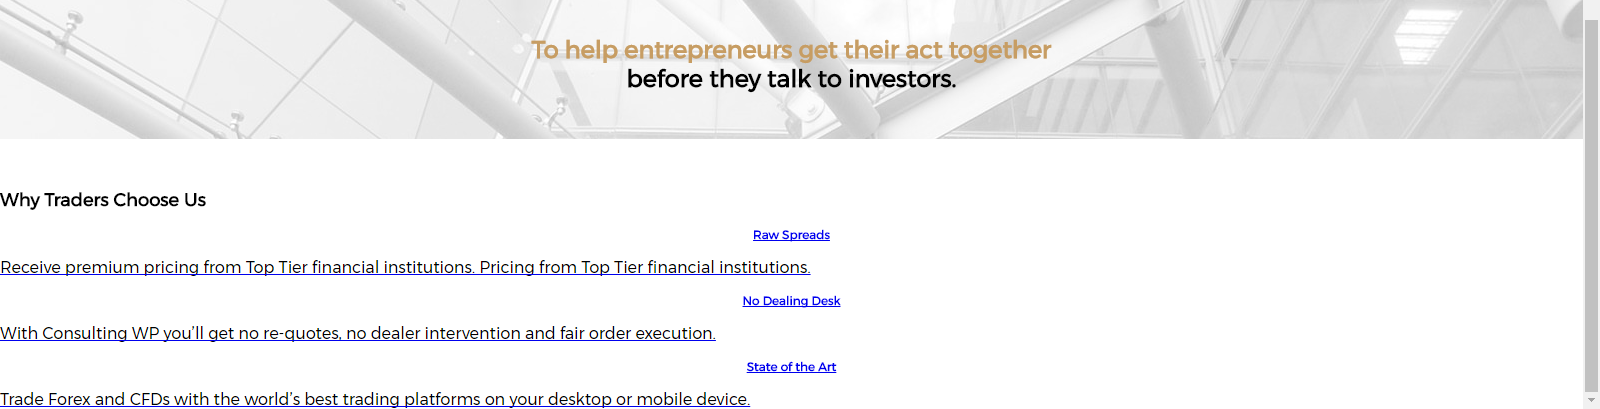 To help entrepreneurs get their act together
before they talk to investors.
Why Traders Choose Us
Raw Spreads
Receive premium pricing from Top Tier financial institutions. Pricing from Top Tier financial institutions.
No Dealing Desk
With Consulting WP you’ll get no re-quotes, no dealer intervention and fair order execution.
State of the Art
Trade Forex and CFDs with the world’s best trading platforms on your desktop or mobile device.